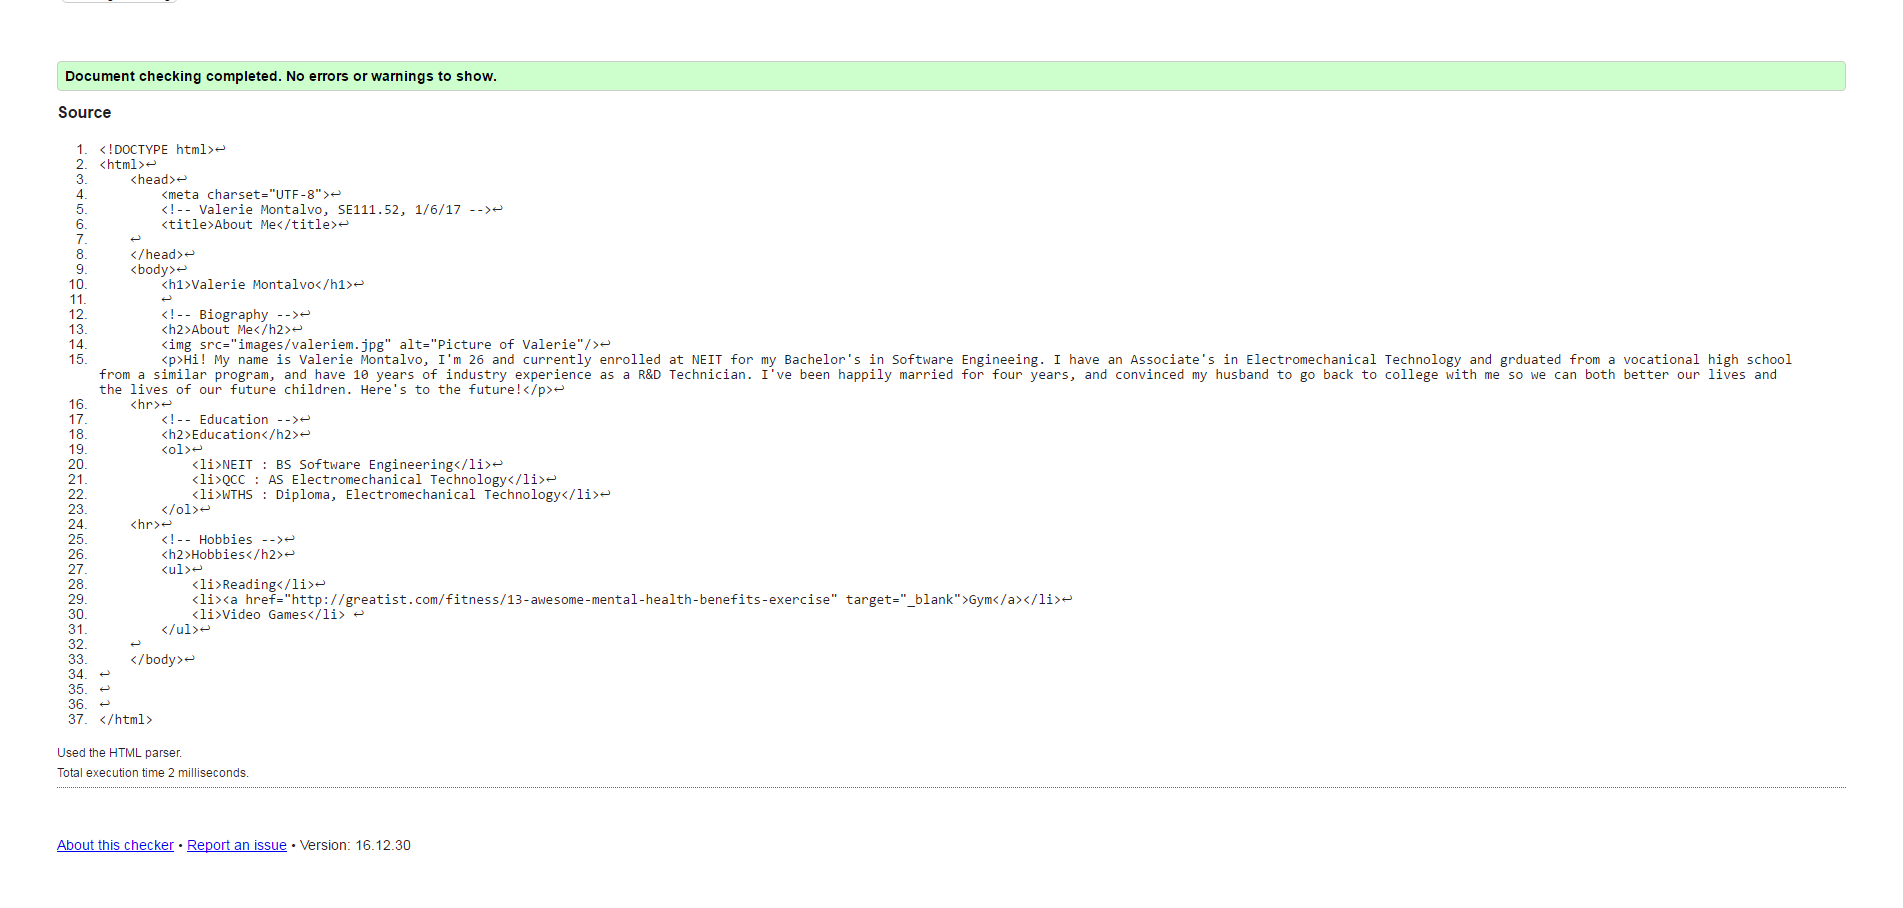 Document checking completed. No errors or warnings to show.
Source
1. <!DOCTYPE html>↩
2. <html>↩
3.     <head>↩
4.         <meta charset="UTF-8">↩
5.         <!-- Valerie Montalvo, SE111.52, 1/6/17 -->↩
6.         <title>About Me</title>↩
7.     ↩
8.     </head>↩
9.     <body>↩
10.         <h1>Valerie Montalvo</h1>↩
11.         ↩
12.         <!-- Biography -->↩
13.         <h2>About Me</h2>↩
14.         <img src="images/valeriem.jpg" alt="Picture of Valerie"/>↩
15.         <p>Hi! My name is Valerie Montalvo, I'm 26 and currently enrolled at NEIT for my Bachelor's in Software Engineeing. I have an Associate's in Electromechanical Technology and grduated from a vocational high school
from a similar program, and have 10 years of industry experience as a R&D Technician. I've been happily married for four years, and convinced my husband to go back to college with me so we can both better our lives and
the lives of our future children. Here's to the future!</p>↩
16.     <hr>↩
17.         <!-- Education -->↩
18.         <h2>Education</h2>↩
19.         <ol>↩
20.             <li>NEIT : BS Software Engineering</li>↩
21.             <li>QCC : AS Electromechanical Technology</li>↩
22.             <li>WTHS : Diploma, Electromechanical Technology</li>↩
23.         </ol>↩
24.     <hr>↩
25.         <!-- Hobbies -->↩
26.         <h2>Hobbies</h2>↩
27.         <ul>↩
28.             <li>Reading</li>↩
29.             <li><a href="http://greatist.com/fitness/13-awesome-mental-health-benefits-exercise" target="_blank">Gym</a></li>↩
30.             <li>Video Games</li> ↩
31.         </ul>↩
32.     ↩
33.     </body>↩
34. ↩
35. ↩
36. ↩
37. </html>
Used the HTML parser.
Total execution time 2 milliseconds.
About this checker • Report an issue • Version: 16.12.30